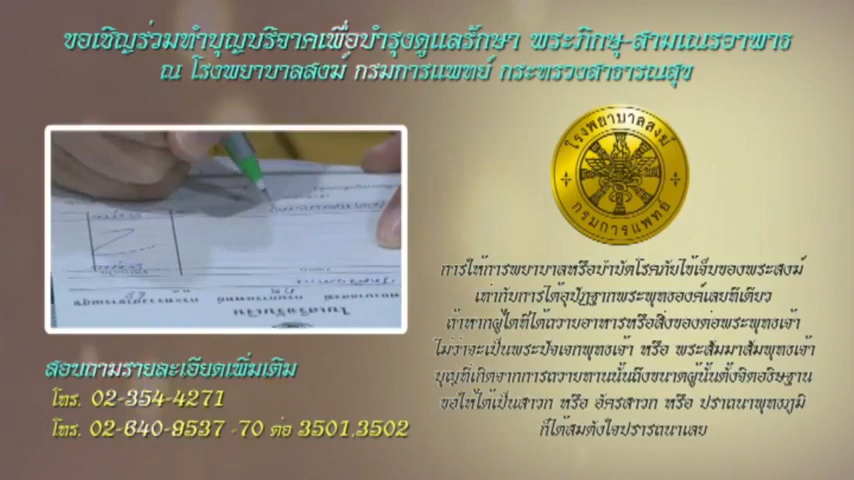 ขอเชิญร่วมทำบุญบริจาคเพื่อบำรุงดูแลรักษา พระภิกษุ-สามเณรอาพาธ
ณ โรงพยาบาลสงฆ์ กรมการแพทย์ กระทรวงสาธารณสุข
โรงพยาบาลสงฆ์
กรมการแพทย์
ใบเสร็จรับเงิน
การให้การพยาบาลหรือบำบัดโรคภัยไข้เจ็บของพระสงฆ์
เท่ากับการได้อุปัฏฐากพระพุทธองค์เลยทีเดียว
ถ้าหากผู้ใดที่ได้ถวายอาหารหรือสิ่งของต่อพระพุทธเจ้า
ไม่ว่าจะเป็นพระปัจเจกพุทธเจ้า หรือ พระสัมมาสัมพุทธเจ้า
บุญที่เกิดจากการถวายทานนั้นถึงขนาดผู้นั้นตั้งจิตอธิษฐาน
ขอให้ได้เป็นสาวก หรือ อัครสาวก หรือ ปราถนาพุทธภูมิ
ก็ได้สมดังใจปรารถนาเลย
สอบถามรายละเอียดเพิ่มเติม
โทร. 02-354-4271
โทร. 02-640-9537 -70 ต่อ 3501,3502